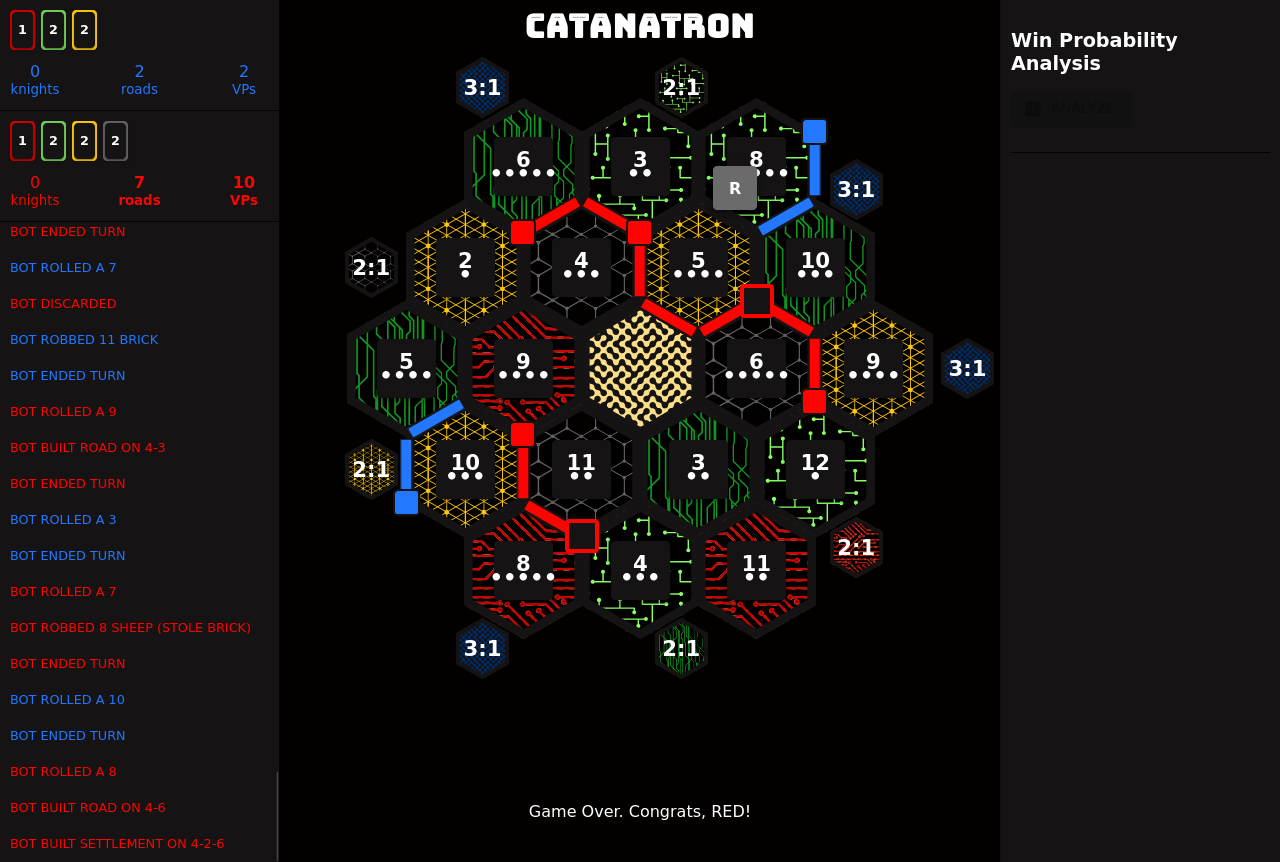 1 2 2
0 2 2
knights roads VPs
1 2 2 2
0 7 10
knights roads VPs
BOT ENDED TURN
BOT ROLLED A 7
BOT DISCARDED
BOT ROBBED 11 BRICK
BOT ENDED TURN
BOT ROLLED A 9
BOT BUILT ROAD ON 4-3
BOT ENDED TURN
BOT ROLLED A 3
BOT ENDED TURN
BOT ROLLED A 7
BOT ROBBED 8 SHEEP (STOLE BRICK)
BOT ENDED TURN
BOT ROLLED A 10
BOT ENDED TURN
BOT ROLLED A 8
BOT BUILT ROAD ON 4-6
BOT BUILT SETTLEMENT ON 4-2-6
CATANATRON
3:1 2:1
6 3 8
R 3:1
2:1 2 4 5 10
5 9 6 9 3:1
2:1 10 11 3 12
8 4 11 2:1
3:1 2:1
Game Over. Congrats, RED!
Win Probability
Analysis
ANALYZE